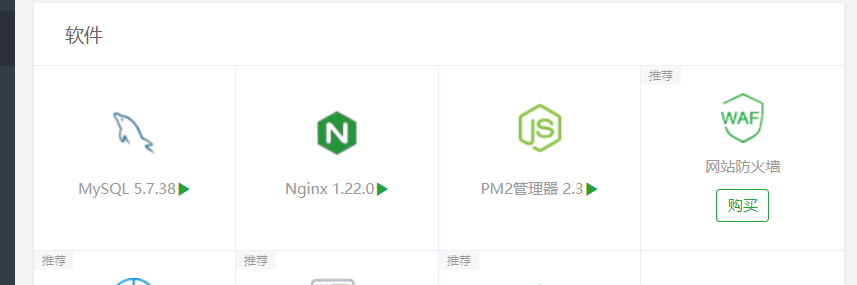 软件
推荐
JS
WAF
N
网站防火墙
MySQL 5.7.38
Nginx 1.22.0
PM2管理器 2.3
购买
推荐
推荐
推荐